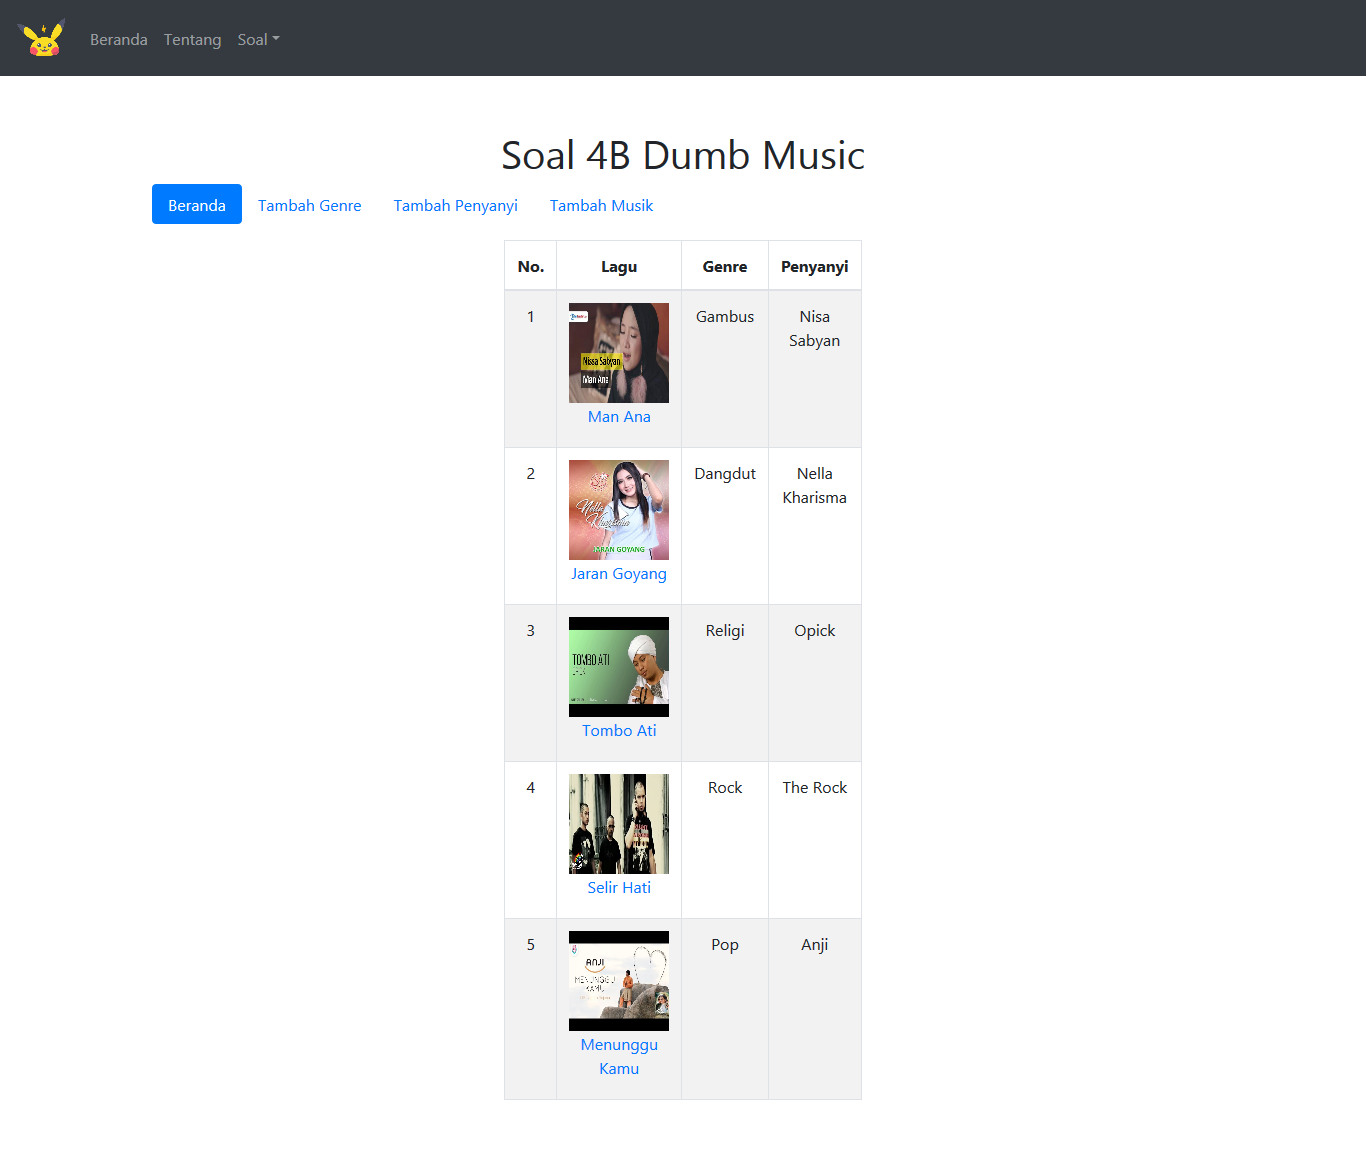 Beranda Tentang Soal
Soal 4B Dumb Music
Beranda Tambah Genre Tambah Penyanyi Tambah Musik
No. Lagu Genre Penyanyi
1 Gambus Nisa
Sabyan
Nissa Sabyan
Man Ana
Man Ana
2 Dangdut Nella
Kharisma
Nella
Kharisma
JARAN GOYANG
Jaran Goyang
3 Religi Opick
TOMBO ATI
Tombo Ati
4 Rock The Rock
Selir Hati
5 Pop Anji
ANJI
MENUNGGU
KAMU
Menunggu
Kamu